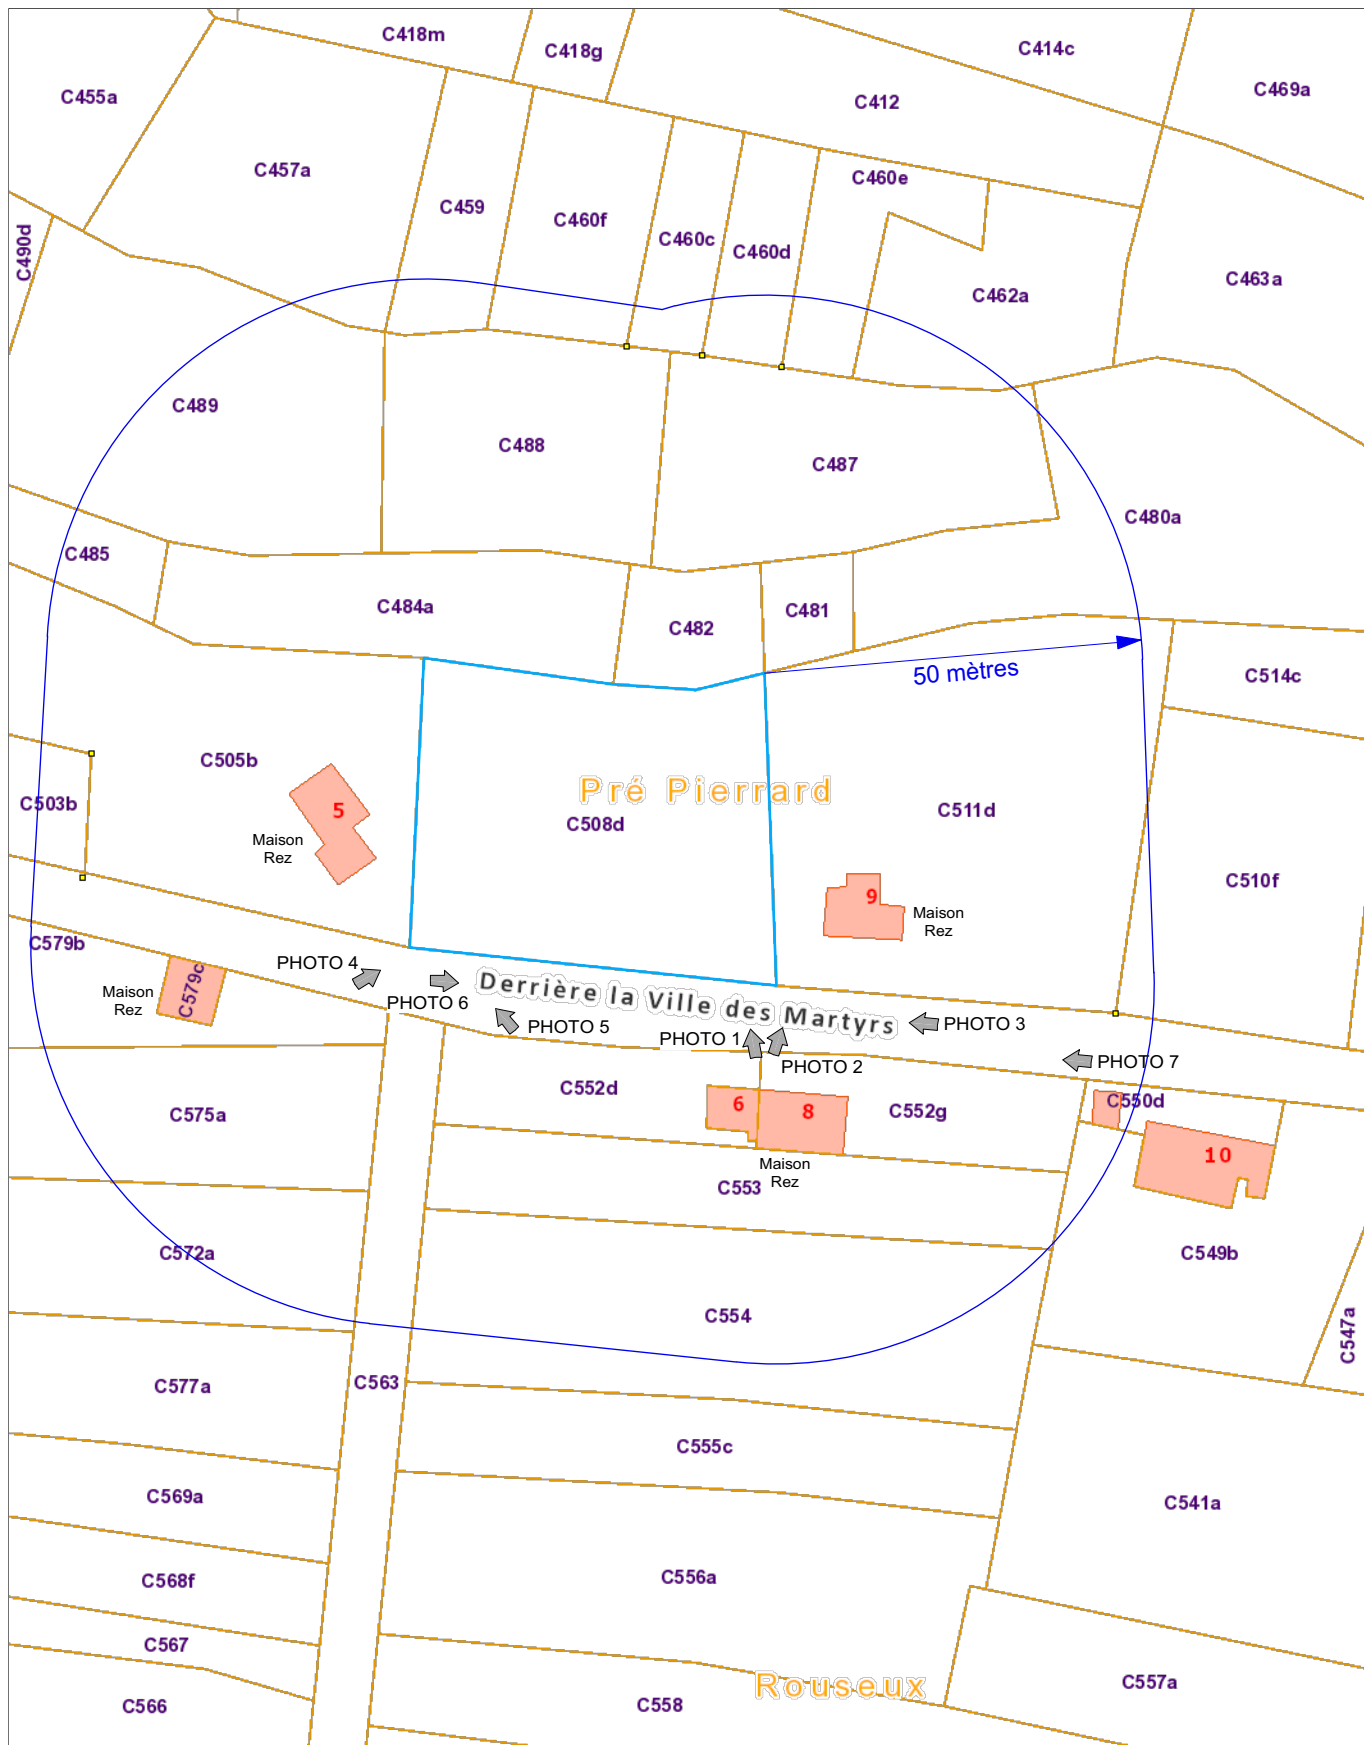 C418m
C418g
C414c
C469a
C455a
C412
C457a
C460e
C459
C460f
C460c
C460d
C490d
C462a
C463a
C489
C488
C487
C480a
C485
C484a
C482
C481
50 mètres
C514c
C505b
Pré Pierrard
C503b
5
C508d
C511d
Maison
Rez
C510f
9
Maison
Rez
C579b
PHOTO 4
C579c
Maison
Rez
PHOTO 6
Derrière la Ville des Martyrs
PHOTO 5
PHOTO 3
PHOTO 1
PHOTO 2
PHOTO 7
C575a
C552d
6
8
C552g
C550d
10
Maison
Rez
C553
C572a
C549b
C554
C547a
C577a
C563
C555c
C569a
C541a
C568f
C556a
C567
C566
Rouseux
C558
C557a